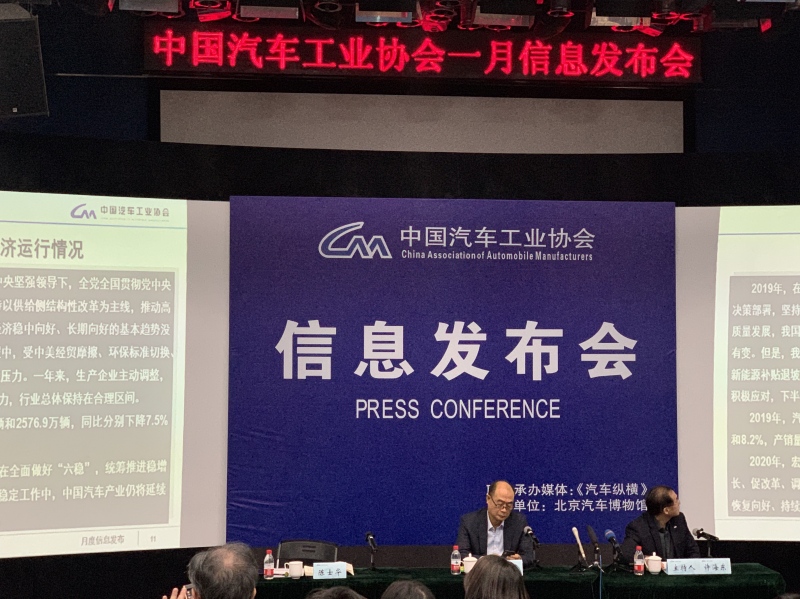 中国汽车工业协会一月信息发布会
中国汽车工业协会
济运行情况
中央坚强领导下，全党全国贯彻党中央
以供给侧结构性改革为主线，推动高
经济稳中向好、长期向好的基本趋势没
中，受中美经贸摩擦、环保标准切换、
压力。一年来，生产企业主动调整，
力，行业总体保持在合理区间。
辆和2576.9万辆，同比分别下降7.5%
在全面做好“六稳”，统筹推进稳增
稳定工作中，中国汽车产业仍将延续
月度信息发布 11
中国汽车工业协会
China Association of Automobile Manufacturers
信息发布会
PRESS CONFERENCE
承办媒体：《汽车纵横》
单位：北京汽车博物馆
2019年，在
决策部署，坚持
质量发展，我国
有变。但是，我
新能源补贴退坡
积极应对，下半
2019年，汽
和8.2%，产销量
2020年，宏
长、促改革、调
恢复向好、持续
陈士华
主持人